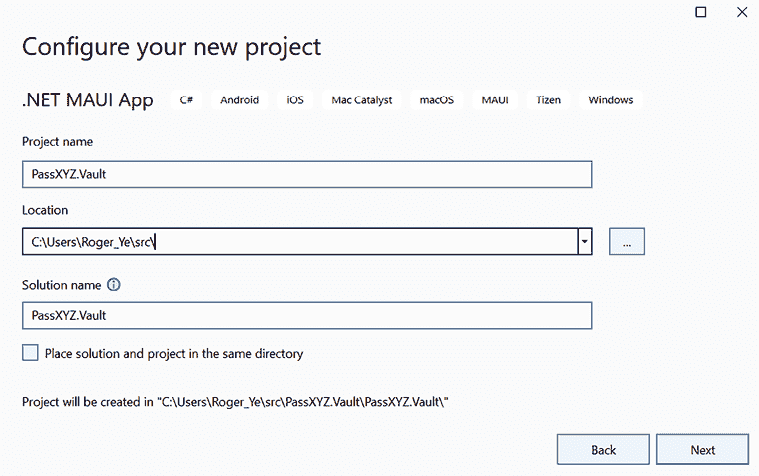 Configure your new project
.NET MAUI App C# Android iOS Mac Catalyst macOS MAUI Tizen Windows
Project name
PassXYZ.Vault
Location
C:\Users\Roger_Ye\src\
...
Solution name
PassXYZ.Vault
Place solution and project in the same directory
Project will be created in "C:\Users\Roger_Ye\src\PassXYZ.Vault\PassXYZ.Vault\"
Back Next